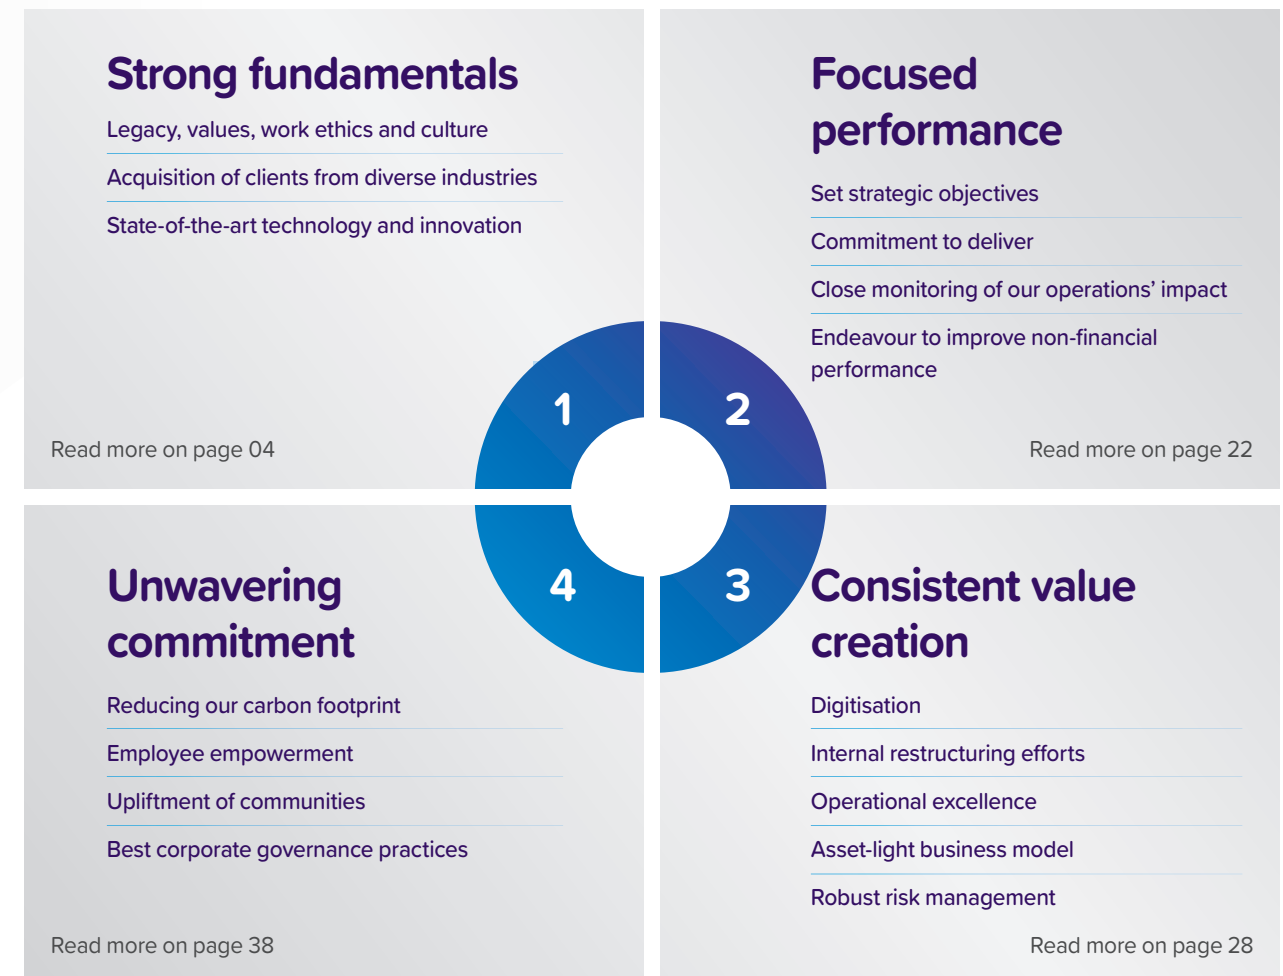 Strong fundamentals
Legacy, values, work ethics and culture
Acquisition of clients from diverse industries
State-of-the-art technology and innovation
Read more on page 04
1
Focused
performance
Set strategic objectives
Commitment to deliver
Close monitoring of our operations’ impact
Endeavour to improve non-financial
performance
Read more on page 22
2
Consistent value
creation
Digitisation
Internal restructuring efforts
Operational excellence
Asset-light business model
Robust risk management
Read more on page 28
3
Unwavering
commitment
Reducing our carbon footprint
Employee empowerment
Upliftment of communities
Best corporate governance practices
Read more on page 38
4